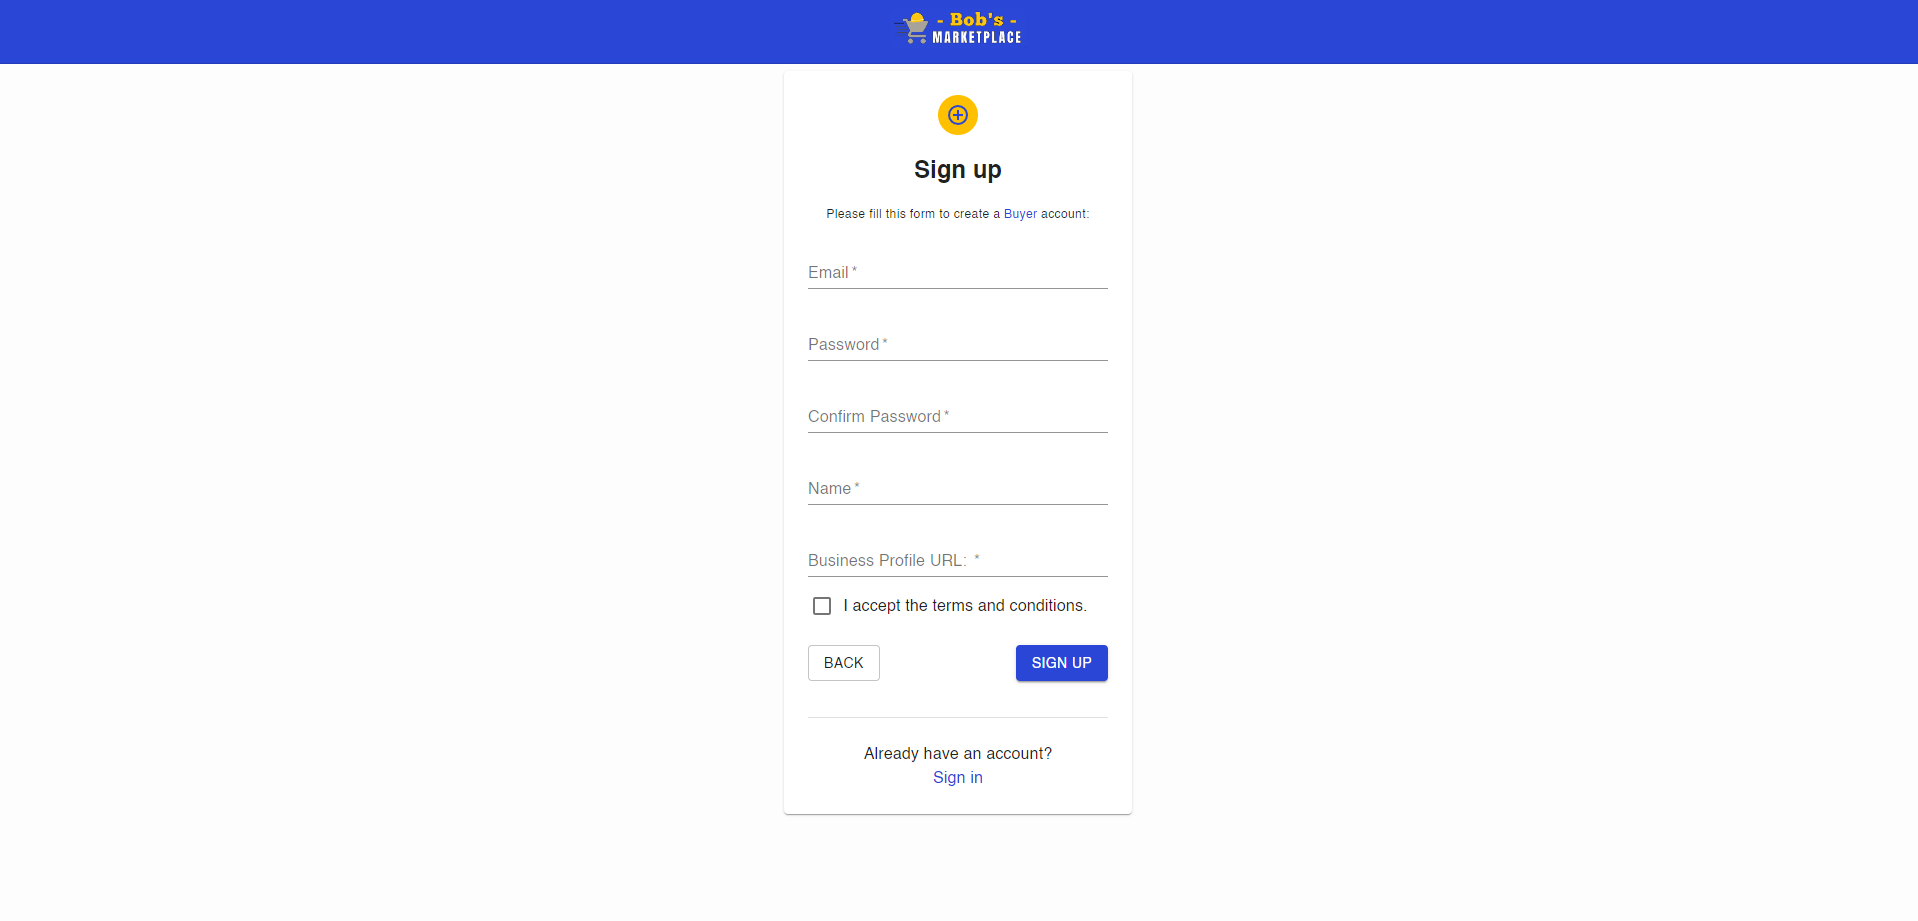 - Bob's -
MARKETPLACE
Sign up
Please fill this form to create a Buyer account:
Email *
Password *
Confirm Password *
Name *
Business Profile URL: *
I accept the terms and conditions.
BACK
SIGN UP
Already have an account?
Sign in